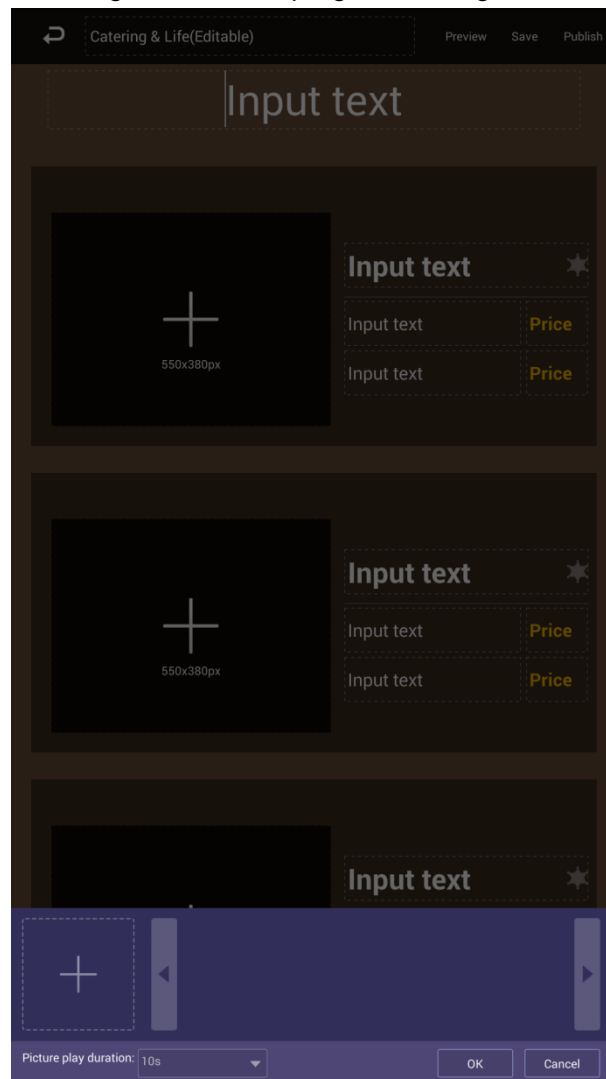 Catering & Life(Editable) Preview Save Publish
Input text
Input text
Input text Price
550x380px
Input text Price
Input text
Input text Price
550x380px
Input text Price
Input text
Picture play duration: 10s OK Cancel